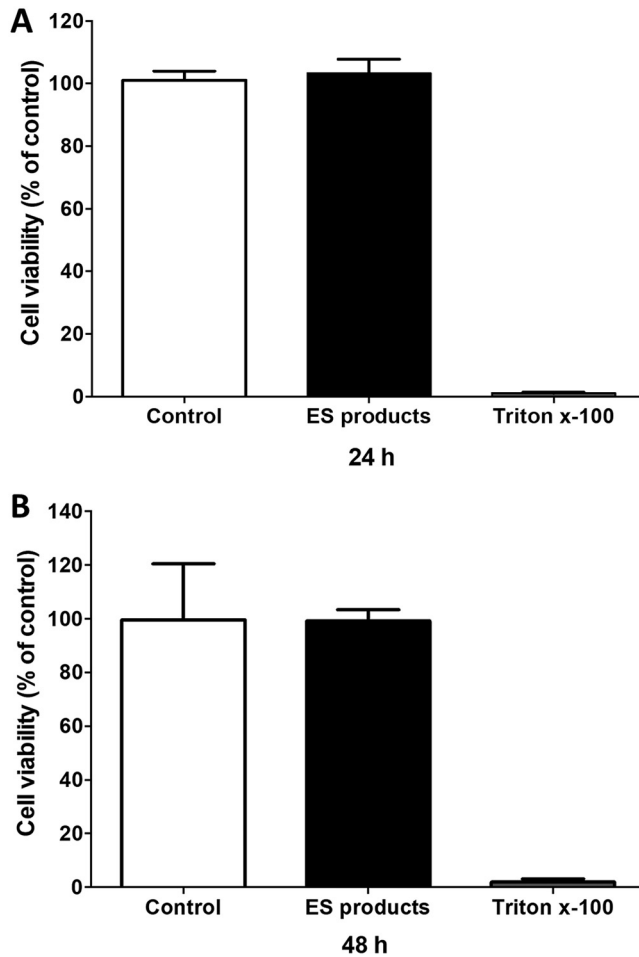 A
Cell viability (% of control)
120
100
80
60
40
20
0
Control ES products Triton x-100
24 h
B
Cell viability (% of control)
140
120
100
80
60
40
20
0
Control ES products Triton x-100
48 h